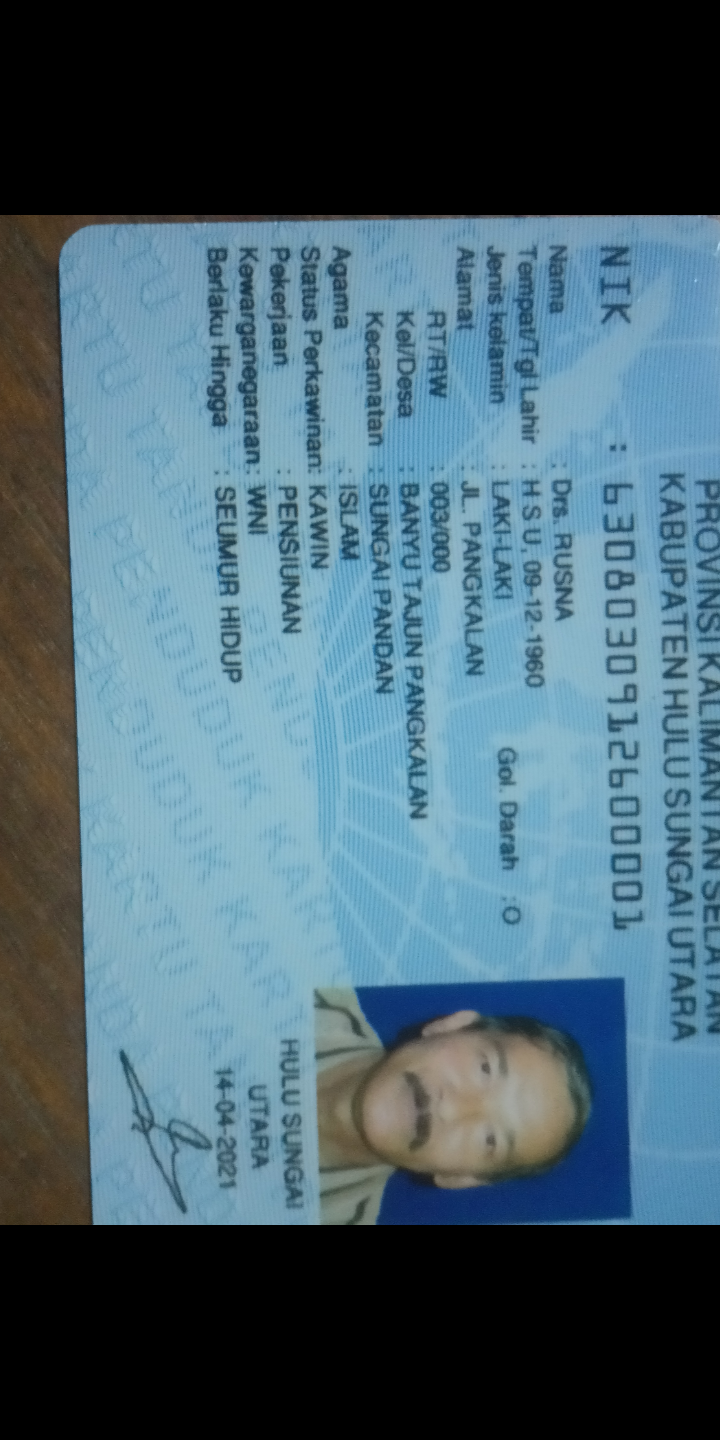 PROVINSI KALIMANTAN SELATAN
KABUPATEN HULU SUNGAI UTARA
NIK : 6308030912600001
Nama : Drs. RUSNA
Tempat/Tgl Lahir : H S U, 09-12-1960
Jenis kelamin : LAKI-LAKI Gol. Darah : O
Alamat : JL. PANGKALAN
RT/RW : 003/000
Kel/Desa : BANYU TAJUN PANGKALAN
Kecamatan : SUNGAI PANDAN
Agama : ISLAM
Status Perkawinan: KAWIN
Pekerjaan : PENSIUNAN
Kewarganegaraan: WNI
Berlaku Hingga : SEUMUR HIDUP
HULU SUNGAI
UTARA
14-04-2021